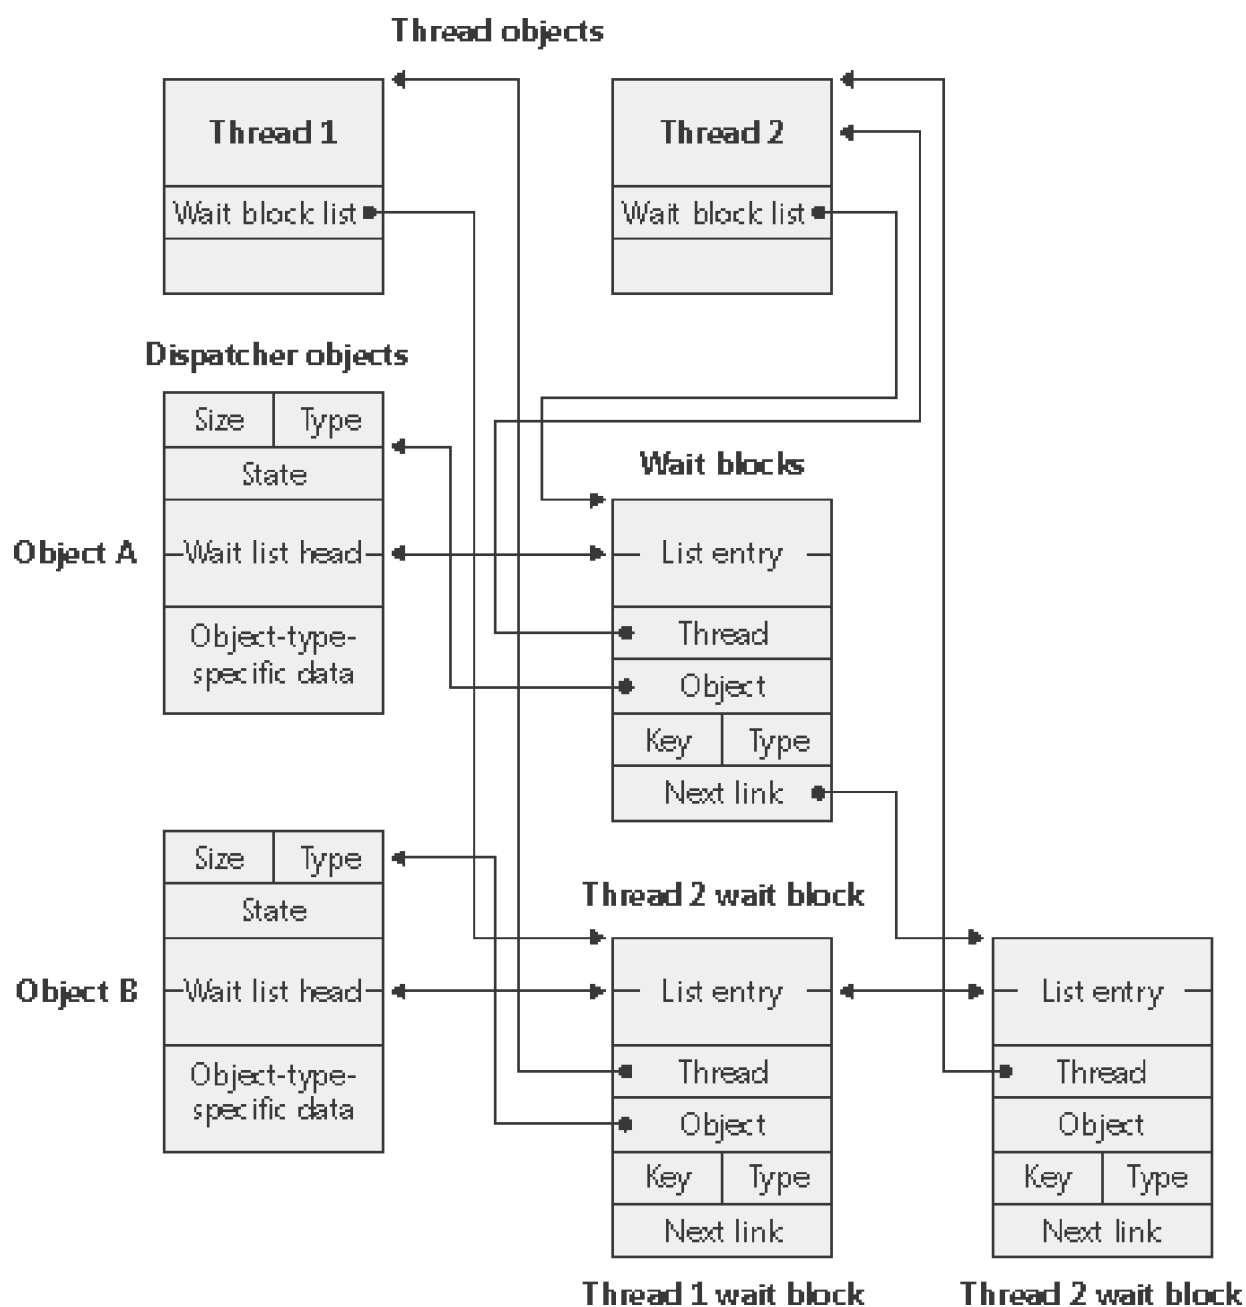 Thread objects
Thread 1
Thread 2
Wait block list
Wait block list
Dispatcher objects
Size
Type
State
Object A
Wait list head
Object-type-
specific data
Wait blocks
List entry
Thread
Object
Key
Type
Next link
Thread 2 wait block
Size
Type
State
Object B
Wait list head
Object-type-
specific data
List entry
Thread
Object
Key
Type
Next link
Thread 1 wait block
List entry
Thread
Object
Key
Type
Next link
Thread 2 wait block